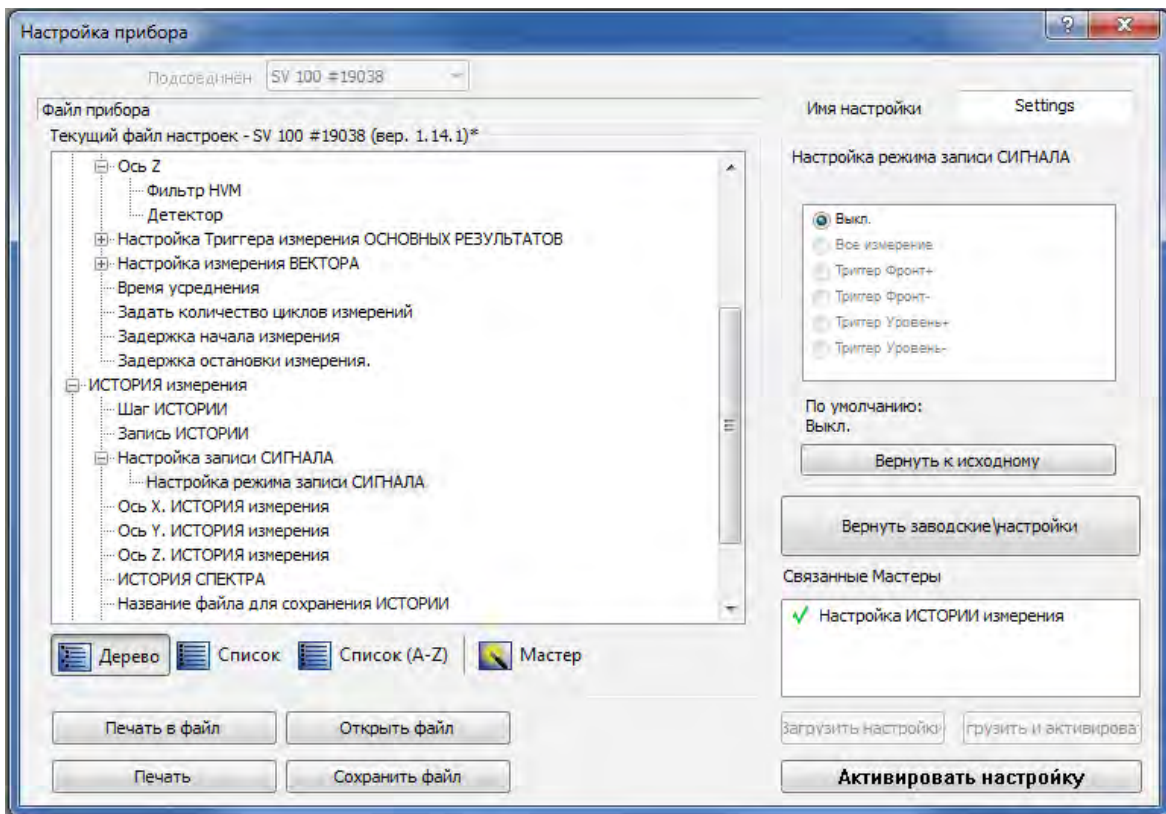 Настройка прибора
Подсоединён SV 100 #19038
Файл прибора
Текущий файл настроек - SV 100 #19038 (вер. 1.14.1)*
Ось Z
Фильтр HVM
Детектор
Настройка Триггера измерения ОСНОВНЫХ РЕЗУЛЬТАТОВ
Настройка измерения ВЕКТОРА
Время усреднения
Задать количество циклов измерений
Задержка начала измерения
Задержка остановки измерения.
ИСТОРИЯ измерения
Шаг ИСТОРИИ
Запись ИСТОРИИ
Настройка записи СИГНАЛА
Настройка режима записи СИГНАЛА
Ось X. ИСТОРИЯ измерения
Ось Y. ИСТОРИЯ измерения
Ось Z. ИСТОРИЯ измерения
ИСТОРИЯ СПЕКТРА
Название файла для сохранения ИСТОРИИ
Дерево Список Список (A-Z) Мастер
Печать в файл Открыть файл
Печать Сохранить файл
Имя настройки Settings
Настройка режима записи СИГНАЛА
Выкл.
Все измерение
Триггер Фронт+
Триггер Фронт-
Триггер Уровень+
Триггер Уровень-
По умолчанию:
Выкл.
Вернуть к исходному
Вернуть заводские\настройки
Связанные Мастеры
Настройка ИСТОРИИ измерения
Загрузить настройки грузить и активирова
Активировать настройку